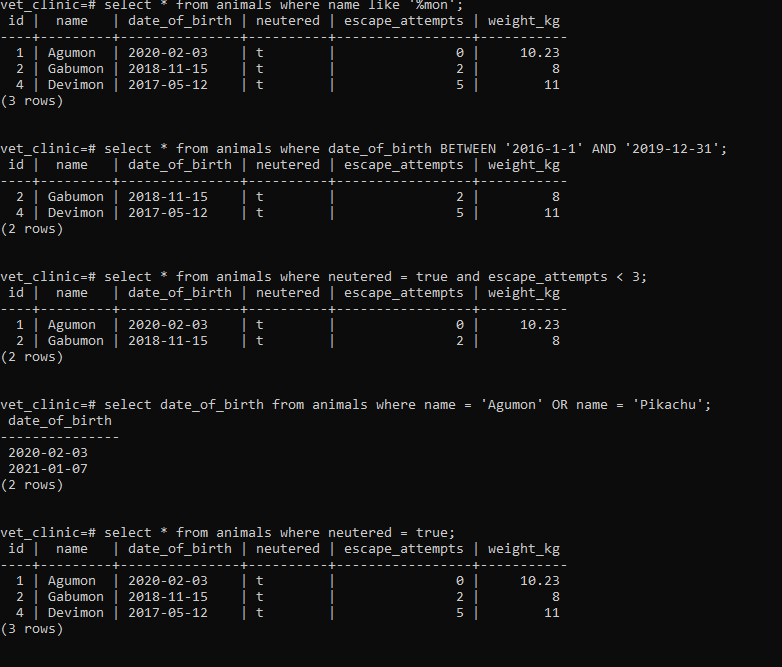 vet_clinic=# select * from animals where name like '%mon';
 id |  name   | date_of_birth | neutered | escape_attempts | weight_kg
----+---------+---------------+----------+-----------------+-----------
  1 | Agumon  | 2020-02-03    | t        |               0 |     10.23
  2 | Gabumon | 2018-11-15    | t        |               2 |         8
  4 | Devimon | 2017-05-12    | t        |               5 |        11
(3 rows)
vet_clinic=# select * from animals where date_of_birth BETWEEN '2016-1-1' AND '2019-12-31';
 id |  name   | date_of_birth | neutered | escape_attempts | weight_kg
----+---------+---------------+----------+-----------------+-----------
  2 | Gabumon | 2018-11-15    | t        |               2 |         8
  4 | Devimon | 2017-05-12    | t        |               5 |        11
(2 rows)
vet_clinic=# select * from animals where neutered = true and escape_attempts < 3;
 id |  name   | date_of_birth | neutered | escape_attempts | weight_kg
----+---------+---------------+----------+-----------------+-----------
  1 | Agumon  | 2020-02-03    | t        |               0 |     10.23
  2 | Gabumon | 2018-11-15    | t        |               2 |         8
(2 rows)
vet_clinic=# select date_of_birth from animals where name = 'Agumon' OR name = 'Pikachu';
 date_of_birth
---------------
 2020-02-03
 2021-01-07
(2 rows)
vet_clinic=# select * from animals where neutered = true;
 id |  name   | date_of_birth | neutered | escape_attempts | weight_kg
----+---------+---------------+----------+-----------------+-----------
  1 | Agumon  | 2020-02-03    | t        |               0 |     10.23
  2 | Gabumon | 2018-11-15    | t        |               2 |         8
  4 | Devimon | 2017-05-12    | t        |               5 |        11
(3 rows)